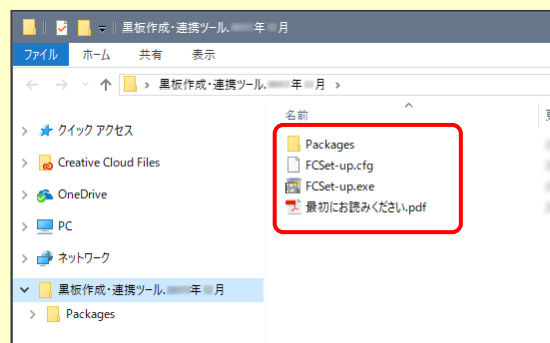 黒板作成・連携ツール. 年 月
ファイル ホーム 共有 表示
黒板作成・連携ツール. 年 月
名前
クイック アクセス
Packages
FCSet-up.cfg
Creative Cloud Files
FCSet-up.exe
OneDrive
最初にお読みください.pdf
PC
ネットワーク
黒板作成・連携ツール. 年 月
Packages